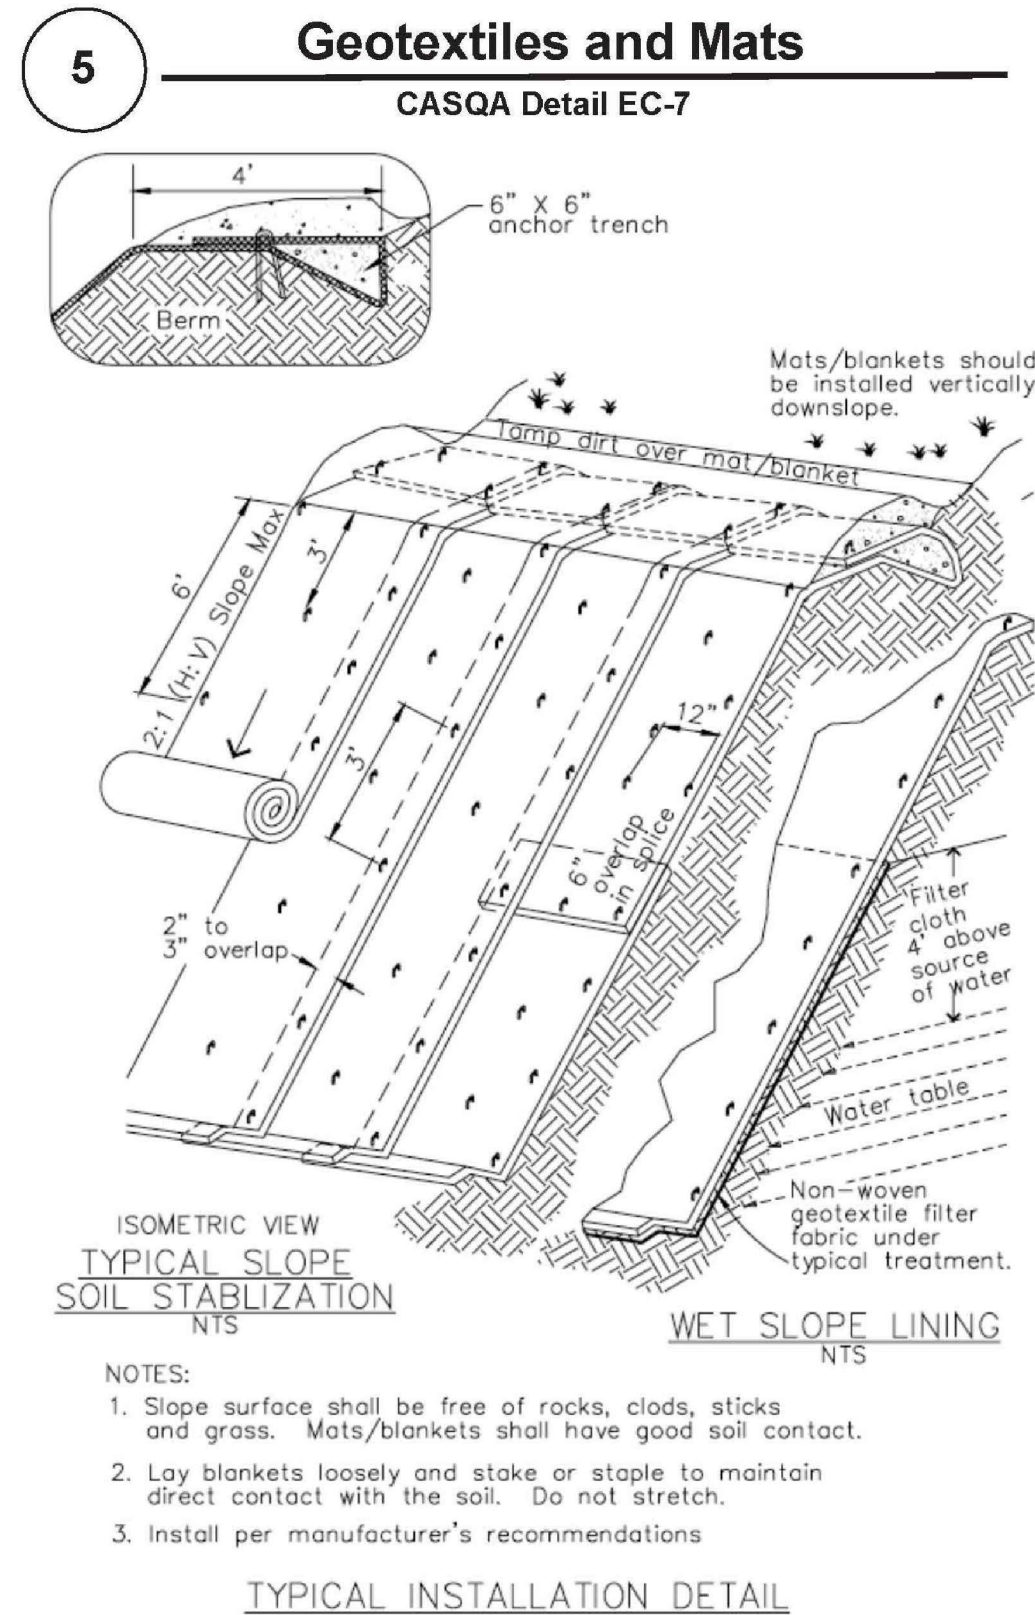 5
Geotextiles and Mats
CASQA Detail EC-7
4'
6" X 6"
anchor trench
Berm
Mats/blankets should
be installed vertically
downslope.
Tamp dirt over mat/blanket
6'
2:1 (H:V) Slope Max
3'
12"
3'
6"
overlap
in splice
2" to
3" overlap
Filter
cloth
4' above
source
of water
Water table
Non-woven
geotextile filter
fabric under
typical treatment.
ISOMETRIC VIEW
TYPICAL SLOPE
SOIL STABLIZATION
NTS
WET SLOPE LINING
NTS
NOTES:
1. Slope surface shall be free of rocks, clods, sticks
and grass. Mats/blankets shall have good soil contact.
2. Lay blankets loosely and stake or staple to maintain
direct contact with the soil. Do not stretch.
3. Install per manufacturer's recommendations
TYPICAL INSTALLATION DETAIL